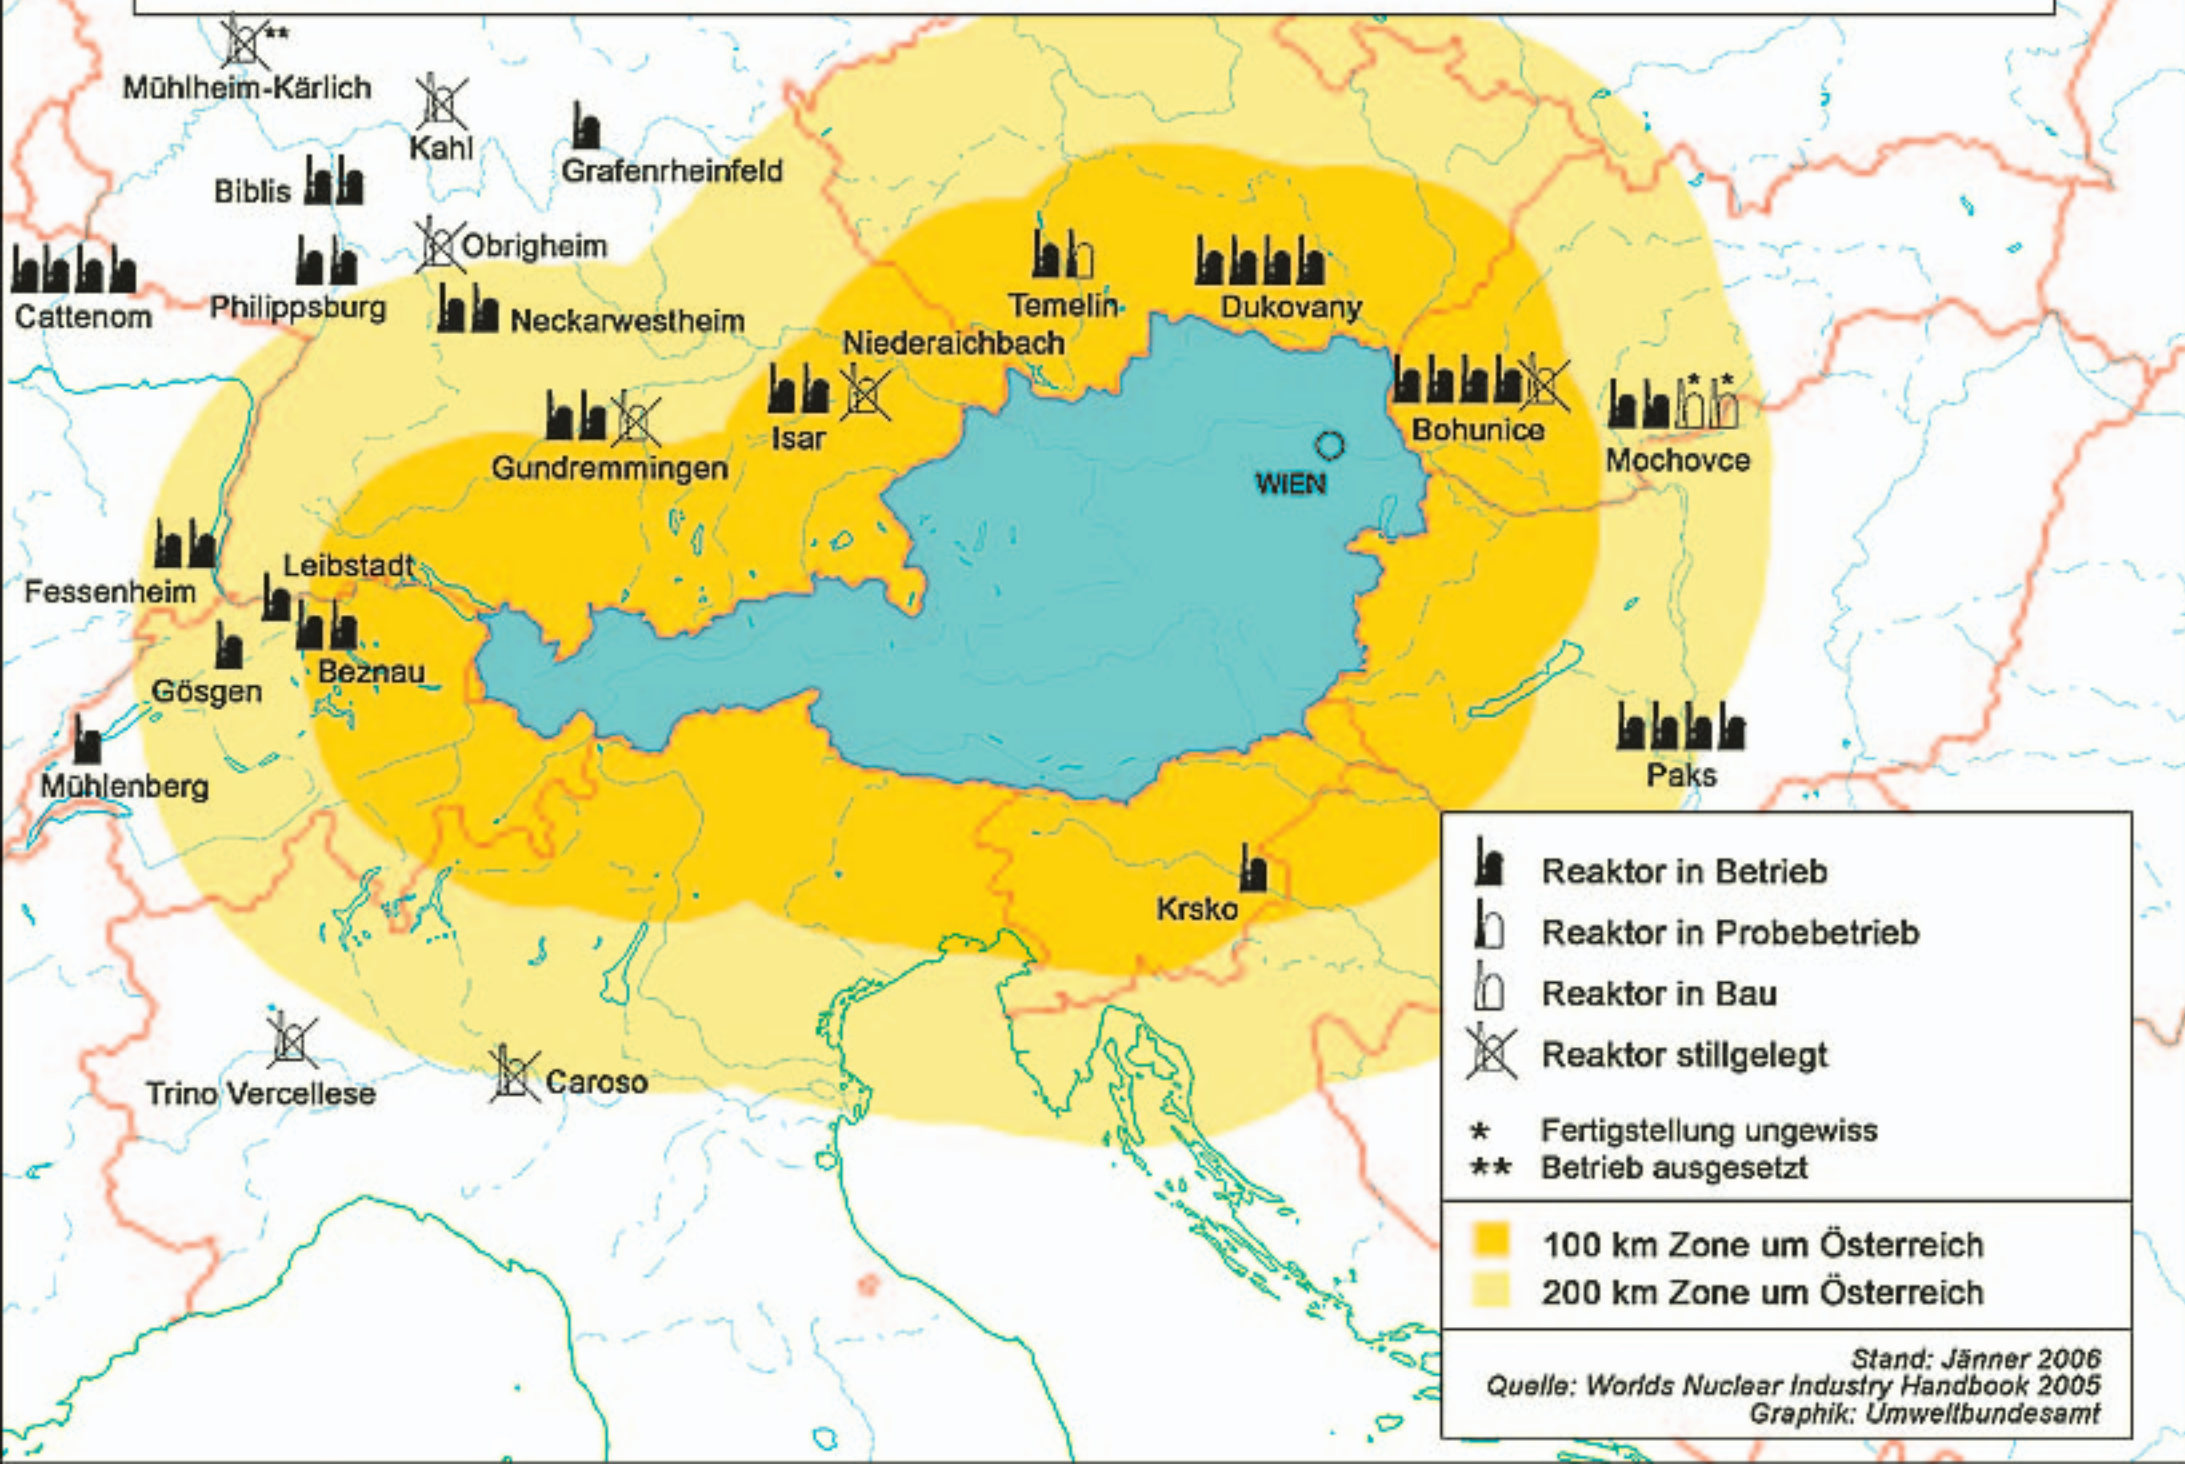 **
Mühlheim-Kärlich
Kahl
Grafenrheinfeld
Biblis
Obrigheim
Cattenom
Philippsburg
Neckarwestheim
Temelin
Dukovany
Niederaichbach
Isar
Gundremmingen
Bohunice
* *
Mochovce
WIEN
Leibstadt
Fessenheim
Beznau
Gösgen
Mühlenberg
Paks
Krsko
Trino Vercellese
Caroso
Reaktor in Betrieb
Reaktor in Probebetrieb
Reaktor in Bau
Reaktor stillgelegt
* Fertigstellung ungewiss
** Betrieb ausgesetzt
100 km Zone um Österreich
200 km Zone um Österreich
Stand: Jänner 2006
Quelle: Worlds Nuclear Industry Handbook 2005
Graphik: Umweltbundesamt